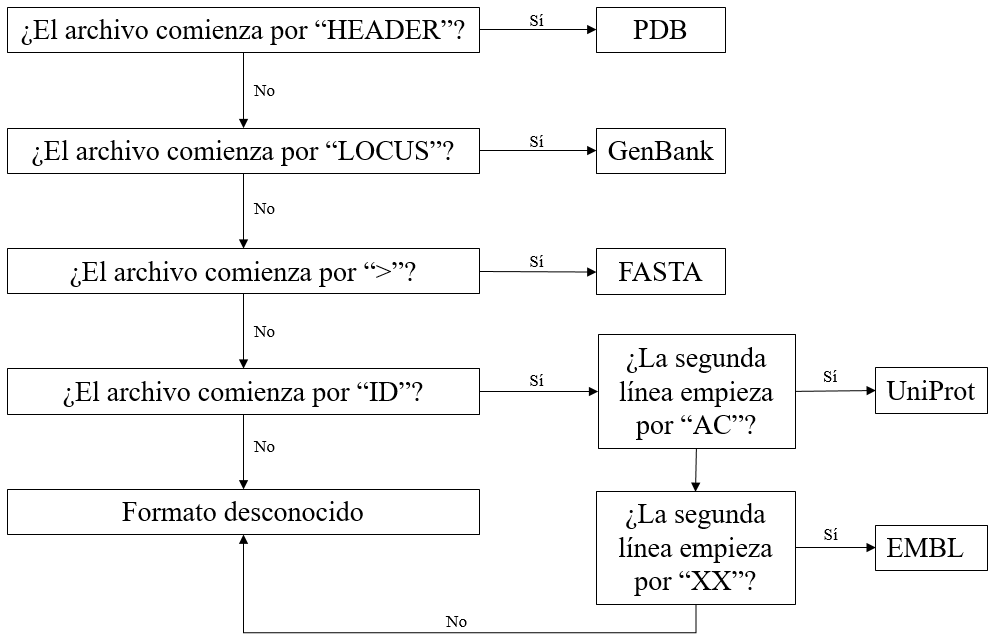 ¿El archivo comienza por “HEADER”?
Sí
PDB
No
¿El archivo comienza por “LOCUS”?
Sí
GenBank
No
¿El archivo comienza por “>”?
Sí
FASTA
No
¿El archivo comienza por “ID”?
Sí
¿La segunda
línea empieza
por “AC”?
Sí
UniProt
No
Formato desconocido
¿La segunda
línea empieza
por “XX”?
Sí
EMBL
No